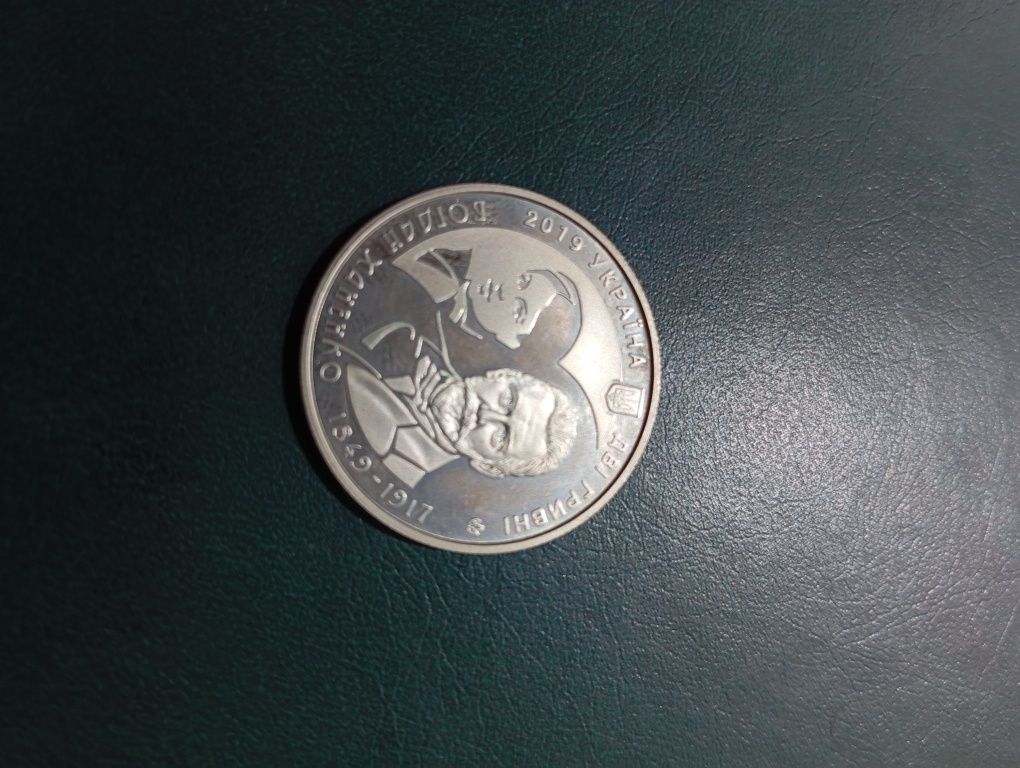 2019 УКРАЇНА ДВІ ГРИВНІ
БОГДАН ХАНЕНКО 1849-1917